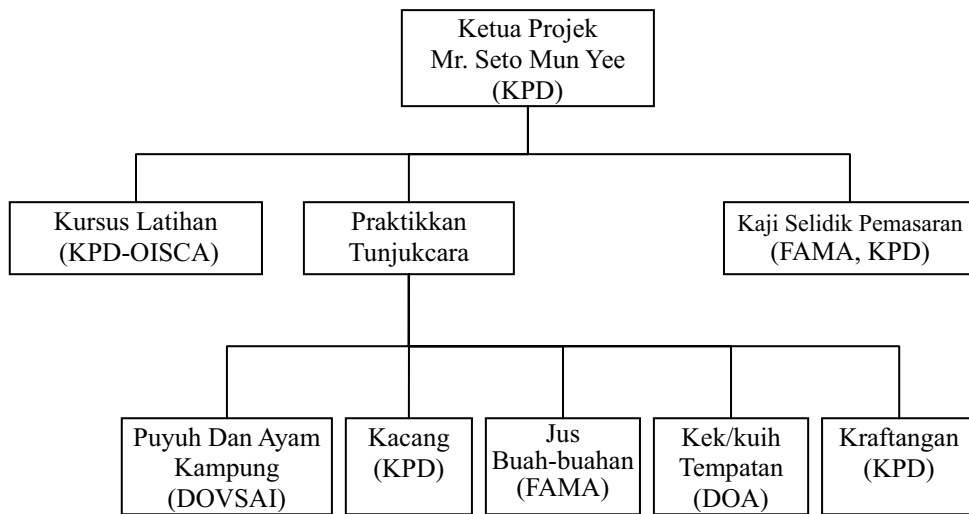 Ketua Projek
Mr. Seto Mun Yee
(KPD)
Kursus Latihan
(KPD-OISCA)
Praktikkan
Tunjukcara
Kaji Selidik Pemasaran
(FAMA, KPD)
Puyuh Dan Ayam
Kampung
(DOVSAI)
Kacang
(KPD)
Jus
Buah-buahan
(FAMA)
Kek/kuih
Tempatan
(DOA)
Kraftangan
(KPD)